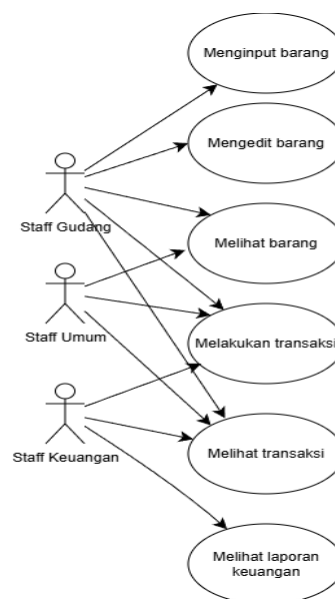 Menginput barang
Mengedit barang
Staff Gudang
Melihat barang
Staff Umum
Melakukan transaksi
Staff Keuangan
Melihat transaksi
Melihat laporan
keuangan